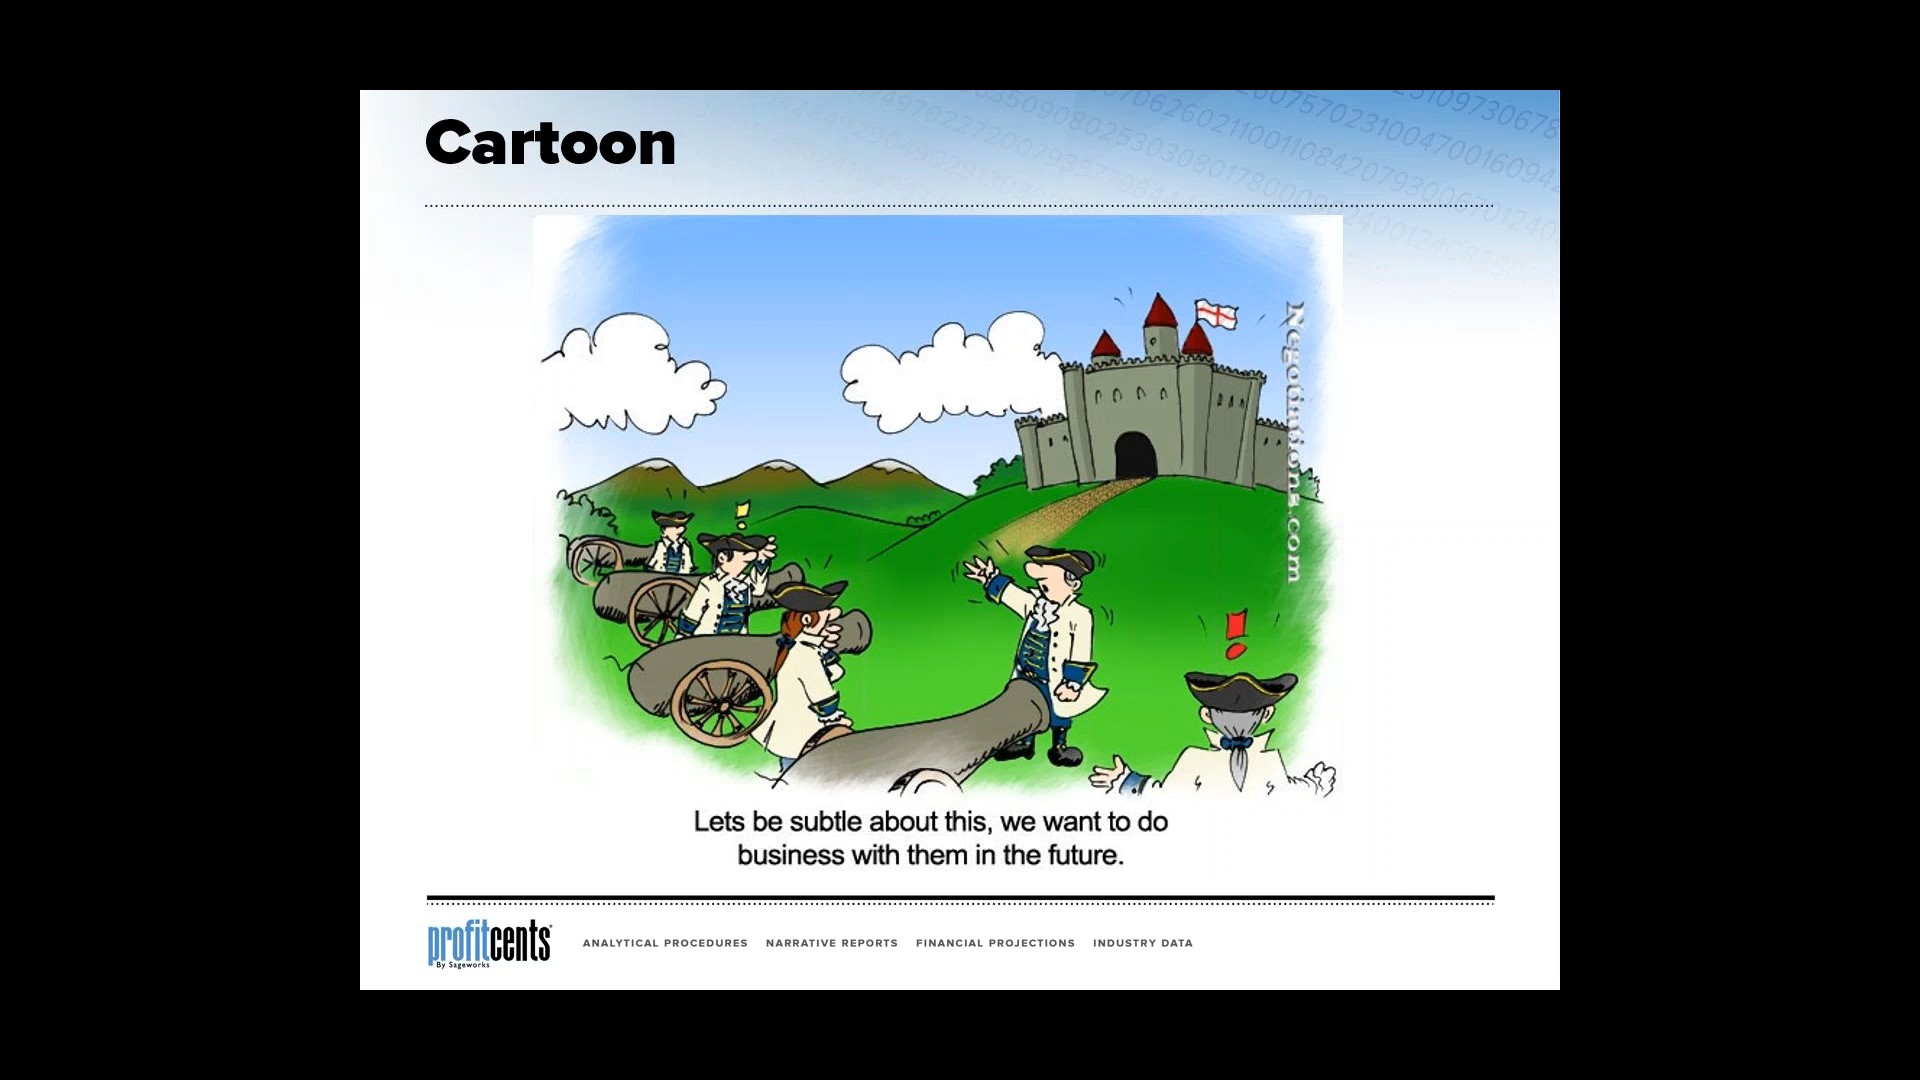 Cartoon
Negotiations.com
Lets be subtle about this, we want to do
business with them in the future.
profitcents
By Sageworks
ANALYTICAL PROCEDURES NARRATIVE REPORTS FINANCIAL PROJECTIONS INDUSTRY DATA